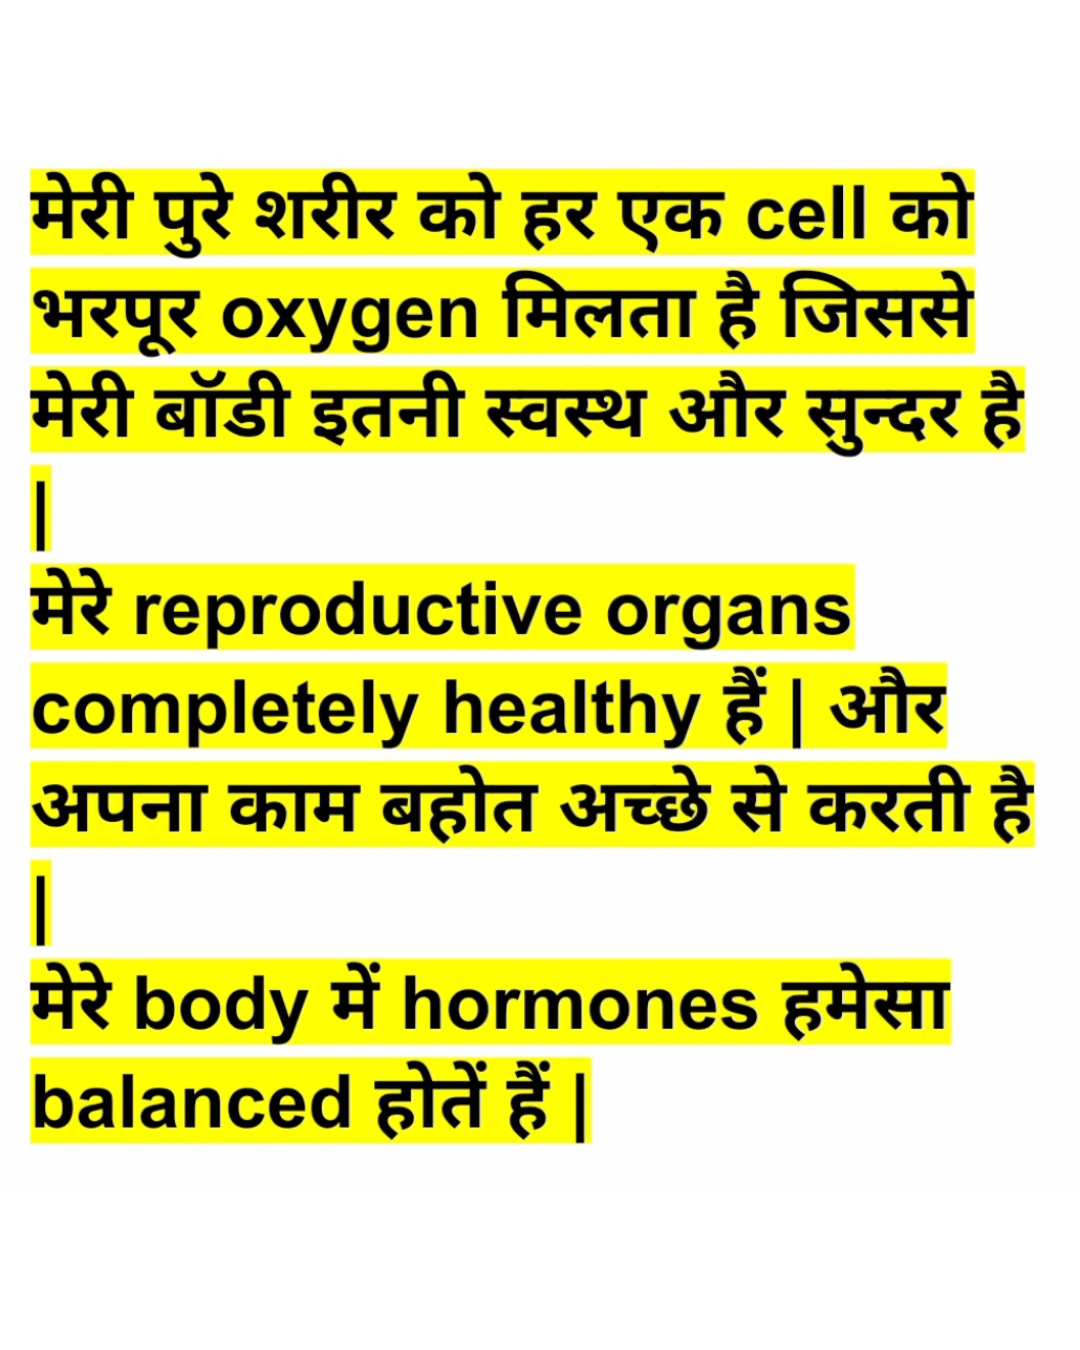 मेरी पुरे शरीर को हर एक cell को
भरपूर oxygen मिलता है जिससे
मेरी बॉडी इतनी स्वस्थ और सुन्दर है
|
मेरे reproductive organs
completely healthy हैं | और
अपना काम बहोत अच्छे से करती है
|
मेरे body में hormones हमेसा
balanced होतें हैं |